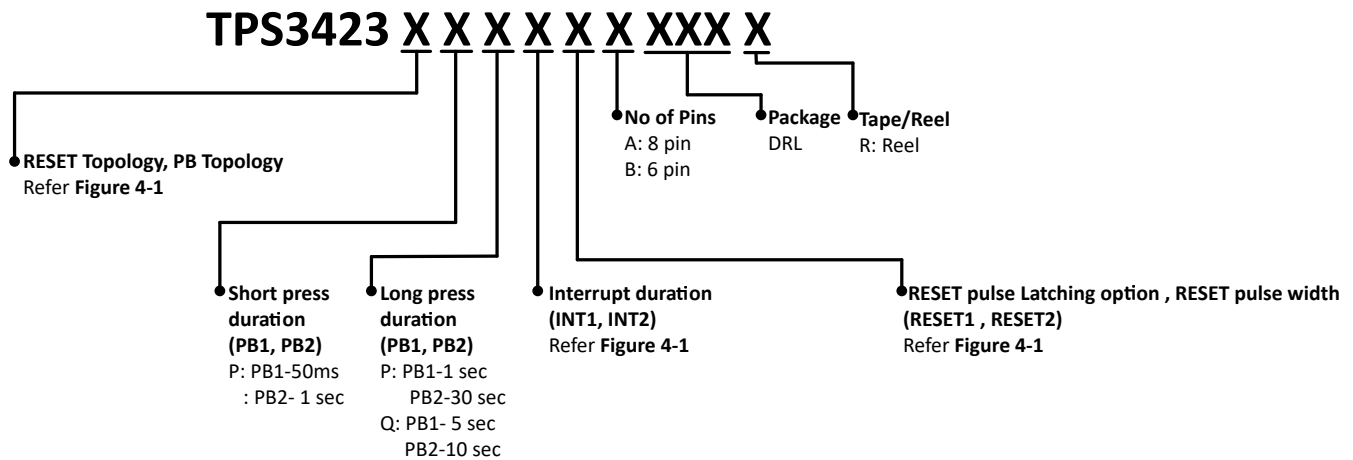 TPS3423 X X X X X X XXX X
No of Pins
A: 8 pin
B: 6 pin
Package
DRL
Tape/Reel
R: Reel
RESET Topology, PB Topology
Refer Figure 4-1
Short press
duration
(PB1, PB2)
P: PB1-50ms
: PB2- 1 sec
Long press
duration
(PB1, PB2)
P: PB1-1 sec
PB2-30 sec
Q: PB1- 5 sec
PB2-10 sec
Interrupt duration
(INT1, INT2)
Refer Figure 4-1
RESET pulse Latching option , RESET pulse width
(RESET1 , RESET2)
Refer Figure 4-1